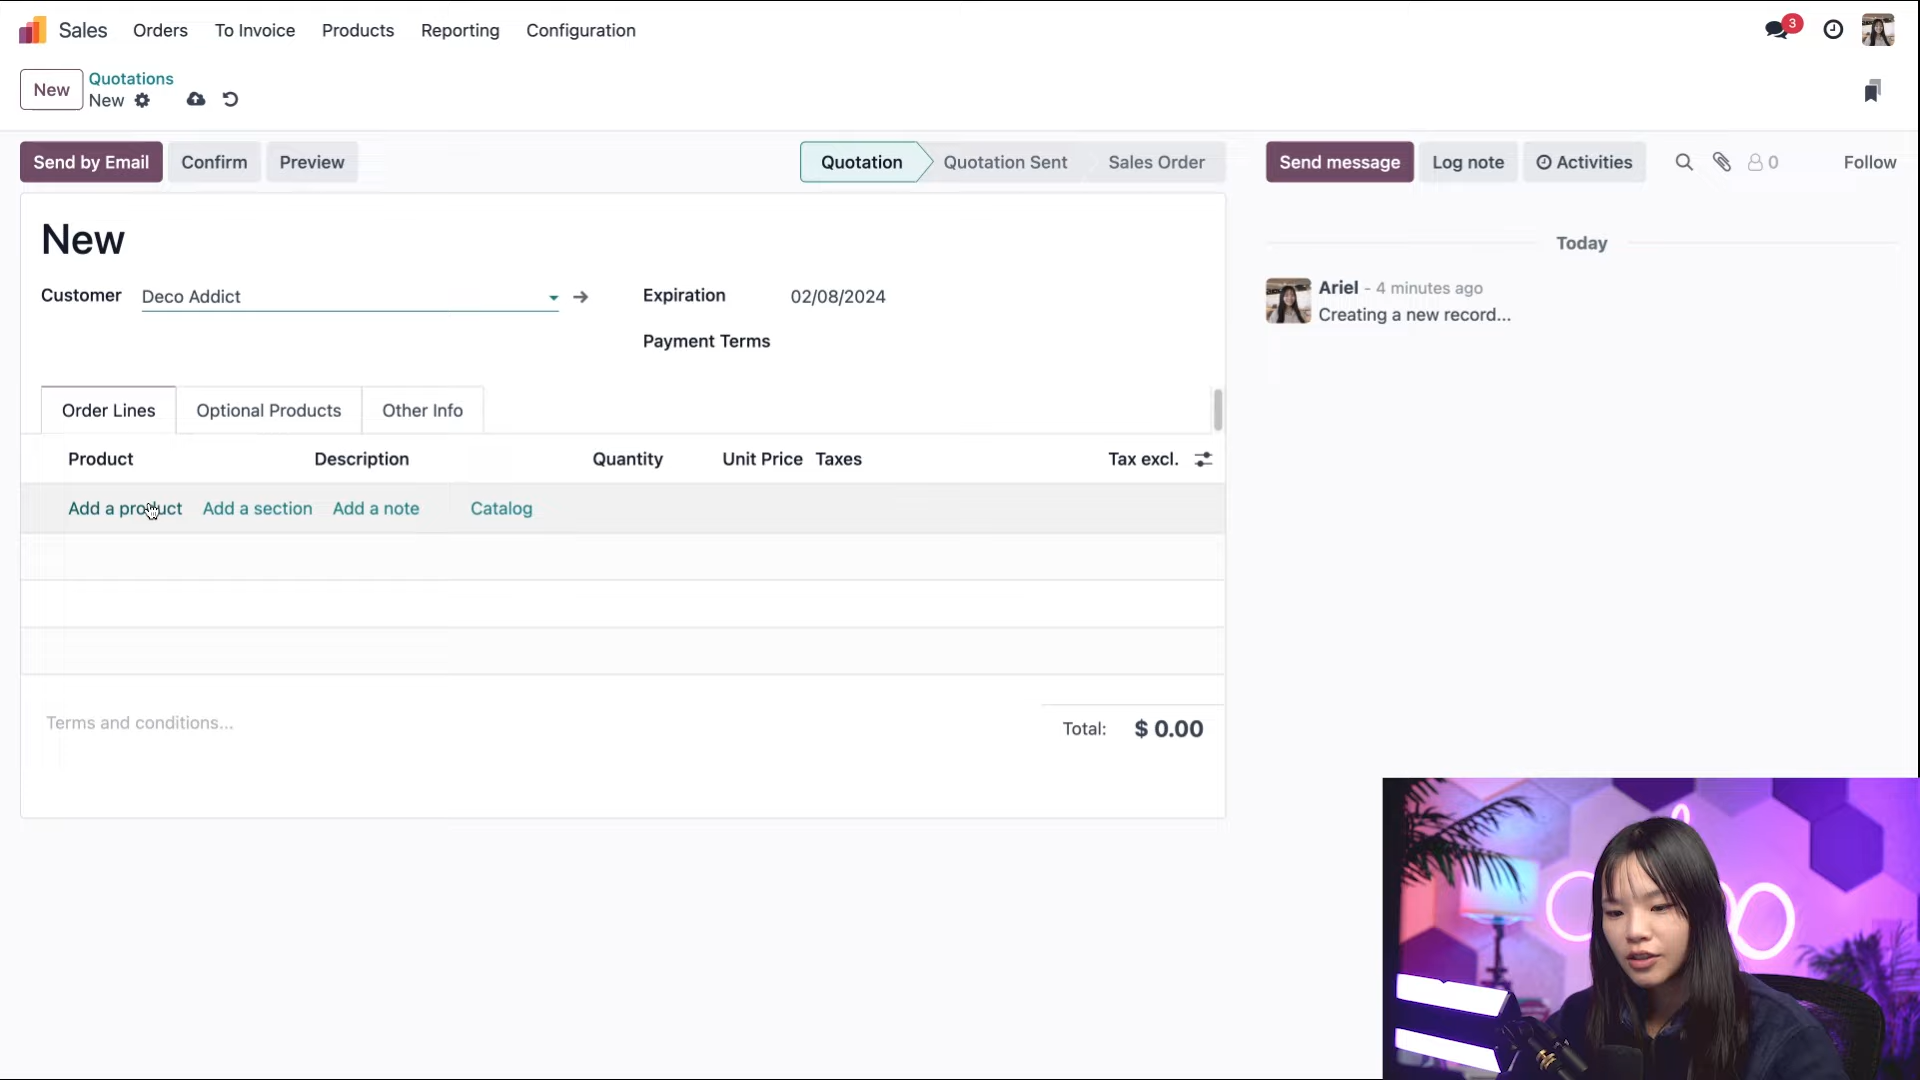 Sales Orders To Invoice Products Reporting Configuration 3
New Quotations
New
Send by Email Confirm Preview Quotation Quotation Sent Sales Order Send message Log note Activities 0 Follow
New
Today
Customer Deco Addict Expiration 02/08/2024
Ariel - 4 minutes ago
Creating a new record...
Payment Terms
Order Lines Optional Products Other Info
Product Description Quantity Unit Price Taxes Tax excl.
Add a product Add a section Add a note Catalog
Terms and conditions...
Total: $ 0.00